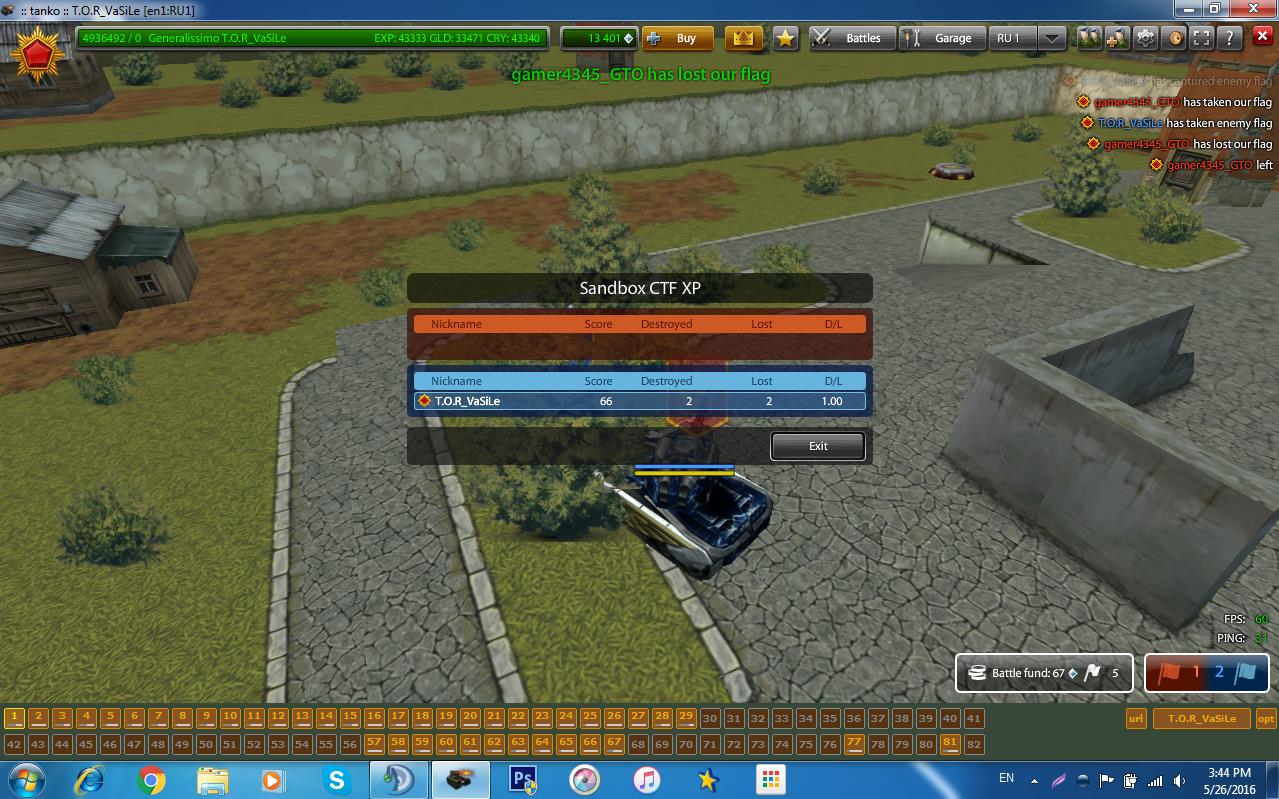 :: tanko :: T.O.R_VaSiLe [en1:RU1]
4936492 / 0 Generalissimo T.O.R_VaSiLe EXP: 43333 GLD: 33471 CRY: 43340
13 401
Buy
Battles
Garage
RU 1
?
gamer4345_GTO has lost our flag
T.O.R_VaSiLe has captured enemy flag
gamer4345_GTO has taken our flag
T.O.R_VaSiLe has taken enemy flag
gamer4345_GTO has lost our flag
gamer4345_GTO left
Sandbox CTF XP
Nickname Score Destroyed Lost D/L
Nickname Score Destroyed Lost D/L
T.O.R_VaSiLe 66 2 2 1.00
Exit
FPS: 60
PING: 31
Battle fund: 67 5
1 2
1 2 3 4 5 6 7 8 9 10 11 12 13 14 15 16 17 18 19 20 21 22 23 24 25 26 27 28 29 30 31 32 33 34 35 36 37 38 39 40 41 url T.O.R_VaSiLe opt
42 43 44 45 46 47 48 49 50 51 52 53 54 55 56 57 58 59 60 61 62 63 64 65 66 67 68 69 70 71 72 73 74 75 76 77 78 79 80 81 82
S
Ps
EN
3:44 PM
5/26/2016